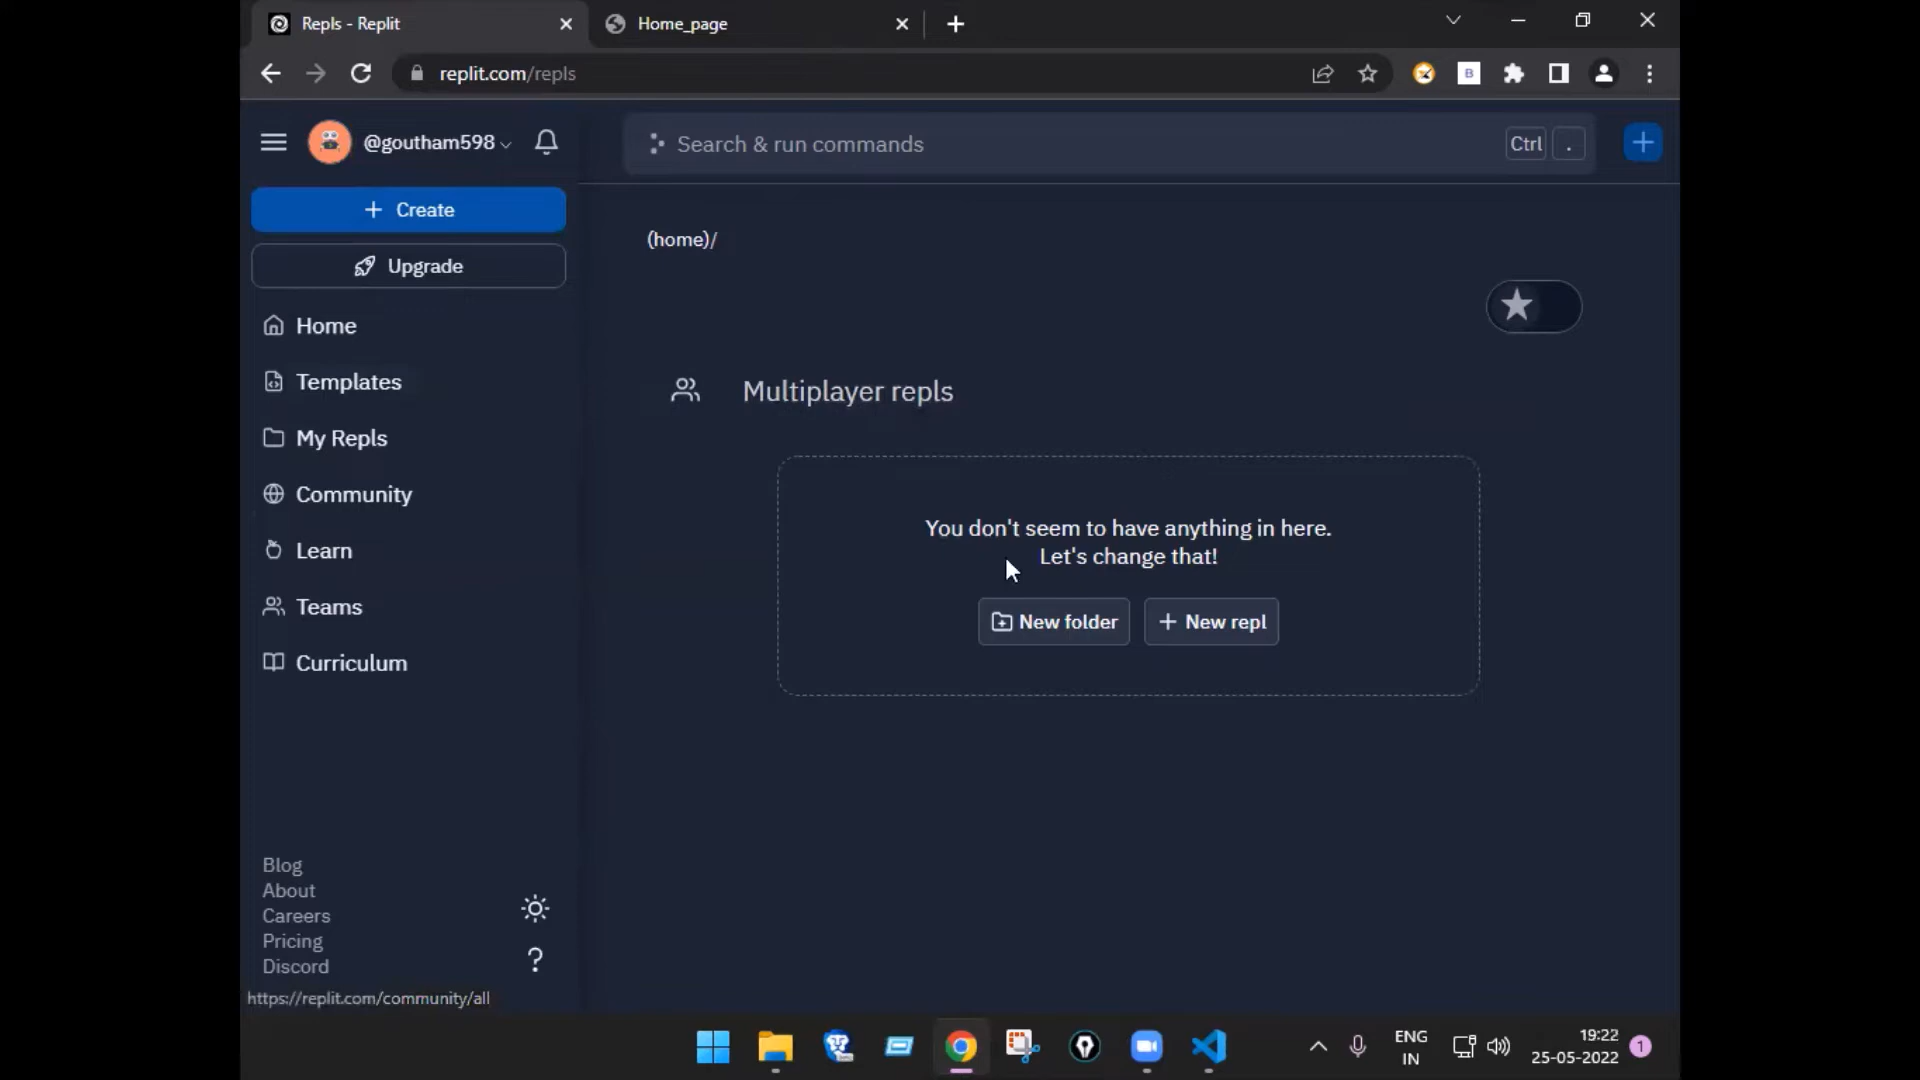 Repls - Replit
Home_page
replit.com/repls
B
@goutham598
Search & run commands
Ctrl .
+ Create
Upgrade
Home
Templates
My Repls
Community
Learn
Teams
Curriculum
(home)/
Multiplayer repls
You don't seem to have anything in here.
Let's change that!
New folder
+ New repl
Blog
About
Careers
Pricing
Discord
?
https://replit.com/community/all
ENG
IN
19:22
25-05-2022
1